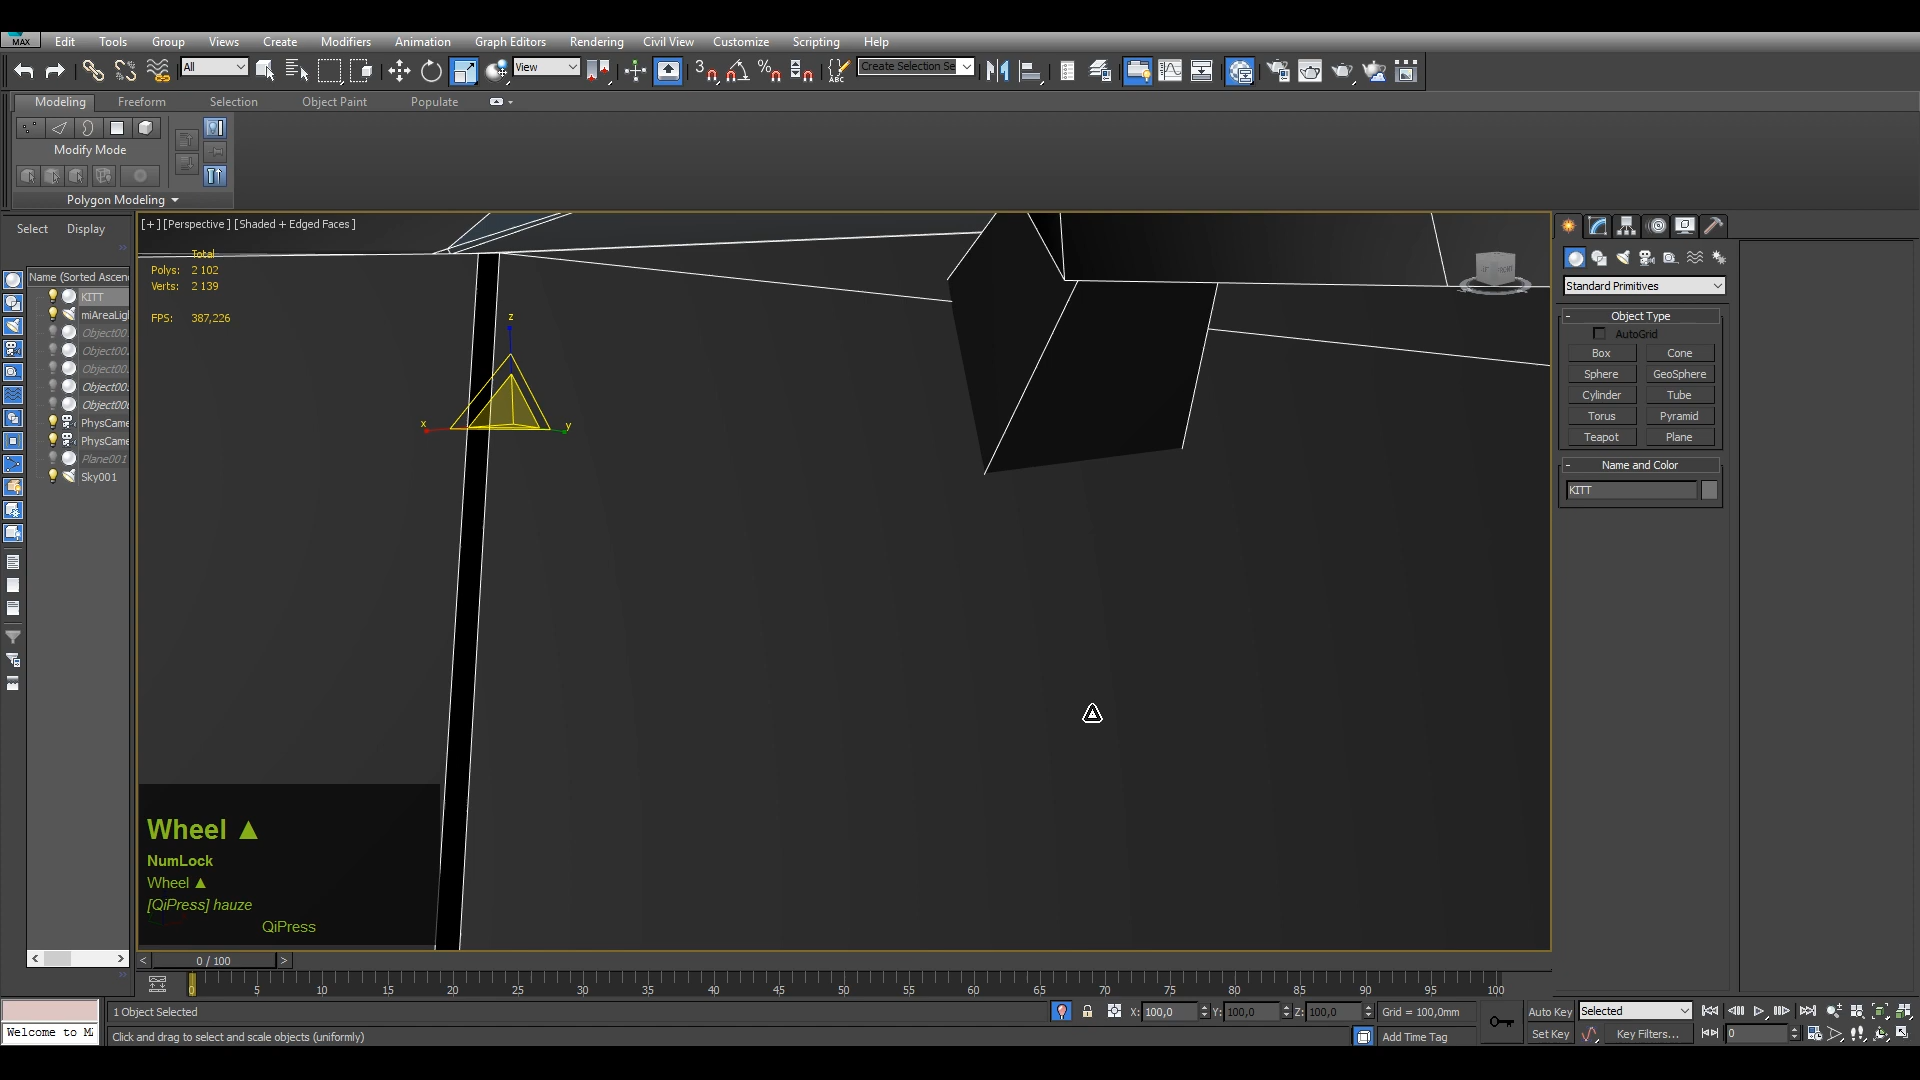 MAX Edit Tools Group Views Create Modifiers Animation Graph Editors Rendering Civil View Customize Scripting Help
All View Create Selection Se
Modeling Freeform Selection Object Paint Populate
Modify Mode
Polygon Modeling
Select Display
[+] [Perspective] [Shaded + Edged Faces]
Total
Polys: 2 102
Verts: 2 139
FPS: 387,226
Name (Sorted Ascen
KITT
miAreaLig
PhysCame
PhysCame
Plane001
Sky001
z
x
y
Standard Primitives
- Object Type
AutoGrid
Box Cone
Sphere GeoSphere
Cylinder Tube
Torus Pyramid
Teapot Plane
- Name and Color
KITT
Wheel ▲
NumLock
Wheel ▲
[QiPress] hauze
QiPress
< 0 / 100 >
0 5 10 15 20 25 30 35 40 45 50 55 60 65 70 75 80 85 90 95 100
1 Object Selected X: 100,0 Y: 100,0 Z: 100,0 Grid = 100,0mm Auto Key Selected
Welcome to Click and drag to select and scale objects (uniformly) Add Time Tag Set Key Key Filters... 0